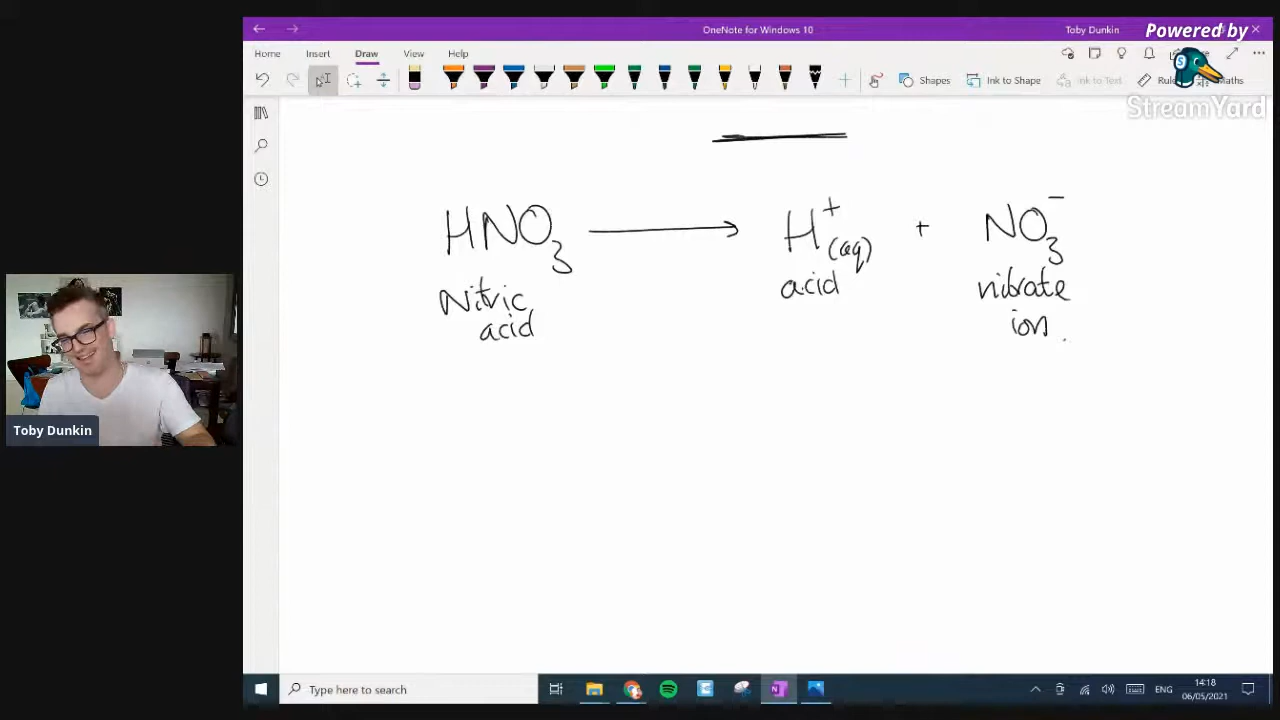 OneNote for Windows 10
Toby Dunkin
Powered by
StreamYard
Home Insert Draw View Help
Shapes Ink to Shape Ink to Text Maths
HNO3 → H+(aq) + NO3−
Nitric acid nitrate
acid ion.
Toby Dunkin
Type here to search
ENG
14:18
06/05/2021